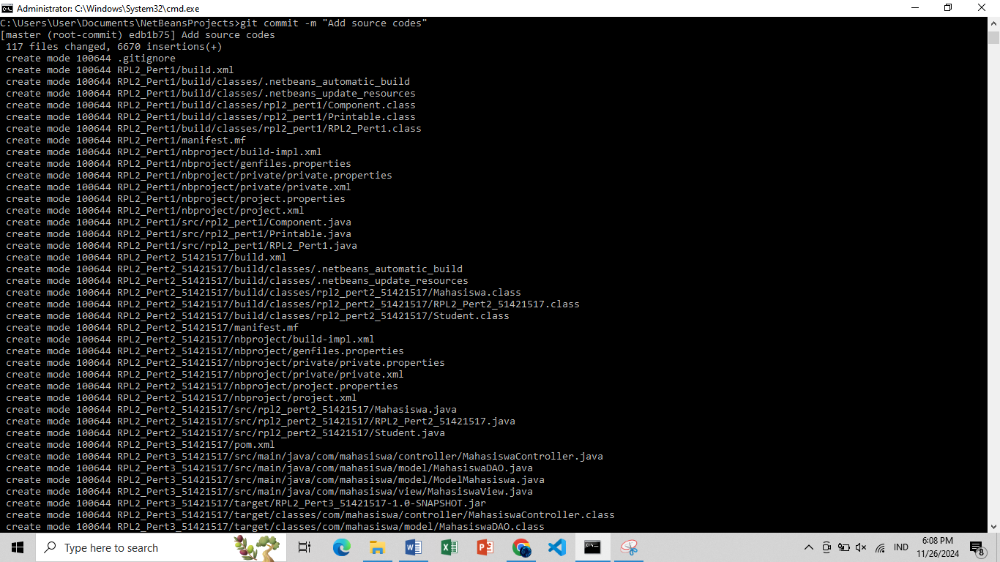 Administrator: C:\Windows\System32\cmd.exe
C:\Users\User\Documents\NetBeansProjects>git commit -m "Add source codes"
[master (root-commit) edb1b75] Add source codes
 117 files changed, 6670 insertions(+)
 create mode 100644 .gitignore
 create mode 100644 RPL2_Pert1/build.xml
 create mode 100644 RPL2_Pert1/build/classes/.netbeans_automatic_build
 create mode 100644 RPL2_Pert1/build/classes/.netbeans_update_resources
 create mode 100644 RPL2_Pert1/build/classes/rpl2_pert1/Component.class
 create mode 100644 RPL2_Pert1/build/classes/rpl2_pert1/Printable.class
 create mode 100644 RPL2_Pert1/build/classes/rpl2_pert1/RPL2_Pert1.class
 create mode 100644 RPL2_Pert1/manifest.mf
 create mode 100644 RPL2_Pert1/nbproject/build-impl.xml
 create mode 100644 RPL2_Pert1/nbproject/genfiles.properties
 create mode 100644 RPL2_Pert1/nbproject/private/private.properties
 create mode 100644 RPL2_Pert1/nbproject/private/private.xml
 create mode 100644 RPL2_Pert1/nbproject/project.properties
 create mode 100644 RPL2_Pert1/nbproject/project.xml
 create mode 100644 RPL2_Pert1/src/rpl2_pert1/Component.java
 create mode 100644 RPL2_Pert1/src/rpl2_pert1/Printable.java
 create mode 100644 RPL2_Pert1/src/rpl2_pert1/RPL2_Pert1.java
 create mode 100644 RPL2_Pert2_51421517/build.xml
 create mode 100644 RPL2_Pert2_51421517/build/classes/.netbeans_automatic_build
 create mode 100644 RPL2_Pert2_51421517/build/classes/.netbeans_update_resources
 create mode 100644 RPL2_Pert2_51421517/build/classes/rpl2_pert2_51421517/Mahasiswa.class
 create mode 100644 RPL2_Pert2_51421517/build/classes/rpl2_pert2_51421517/RPL2_Pert2_51421517.class
 create mode 100644 RPL2_Pert2_51421517/build/classes/rpl2_pert2_51421517/Student.class
 create mode 100644 RPL2_Pert2_51421517/manifest.mf
 create mode 100644 RPL2_Pert2_51421517/nbproject/build-impl.xml
 create mode 100644 RPL2_Pert2_51421517/nbproject/genfiles.properties
 create mode 100644 RPL2_Pert2_51421517/nbproject/private/private.properties
 create mode 100644 RPL2_Pert2_51421517/nbproject/private/private.xml
 create mode 100644 RPL2_Pert2_51421517/nbproject/project.properties
 create mode 100644 RPL2_Pert2_51421517/nbproject/project.xml
 create mode 100644 RPL2_Pert2_51421517/src/rpl2_pert2_51421517/Mahasiswa.java
 create mode 100644 RPL2_Pert2_51421517/src/rpl2_pert2_51421517/RPL2_Pert2_51421517.java
 create mode 100644 RPL2_Pert2_51421517/src/rpl2_pert2_51421517/Student.java
 create mode 100644 RPL2_Pert3_51421517/pom.xml
 create mode 100644 RPL2_Pert3_51421517/src/main/java/com/mahasiswa/controller/MahasiswaController.java
 create mode 100644 RPL2_Pert3_51421517/src/main/java/com/mahasiswa/model/MahasiswaDAO.java
 create mode 100644 RPL2_Pert3_51421517/src/main/java/com/mahasiswa/model/ModelMahasiswa.java
 create mode 100644 RPL2_Pert3_51421517/src/main/java/com/mahasiswa/view/MahasiswaView.java
 create mode 100644 RPL2_Pert3_51421517/target/RPL2_Pert3_51421517-1.0-SNAPSHOT.jar
 create mode 100644 RPL2_Pert3_51421517/target/classes/com/mahasiswa/controller/MahasiswaController.class
 create mode 100644 RPL2_Pert3_51421517/target/classes/com/mahasiswa/model/MahasiswaDAO.class
Type here to search
IND
6:08 PM
11/26/2024
8